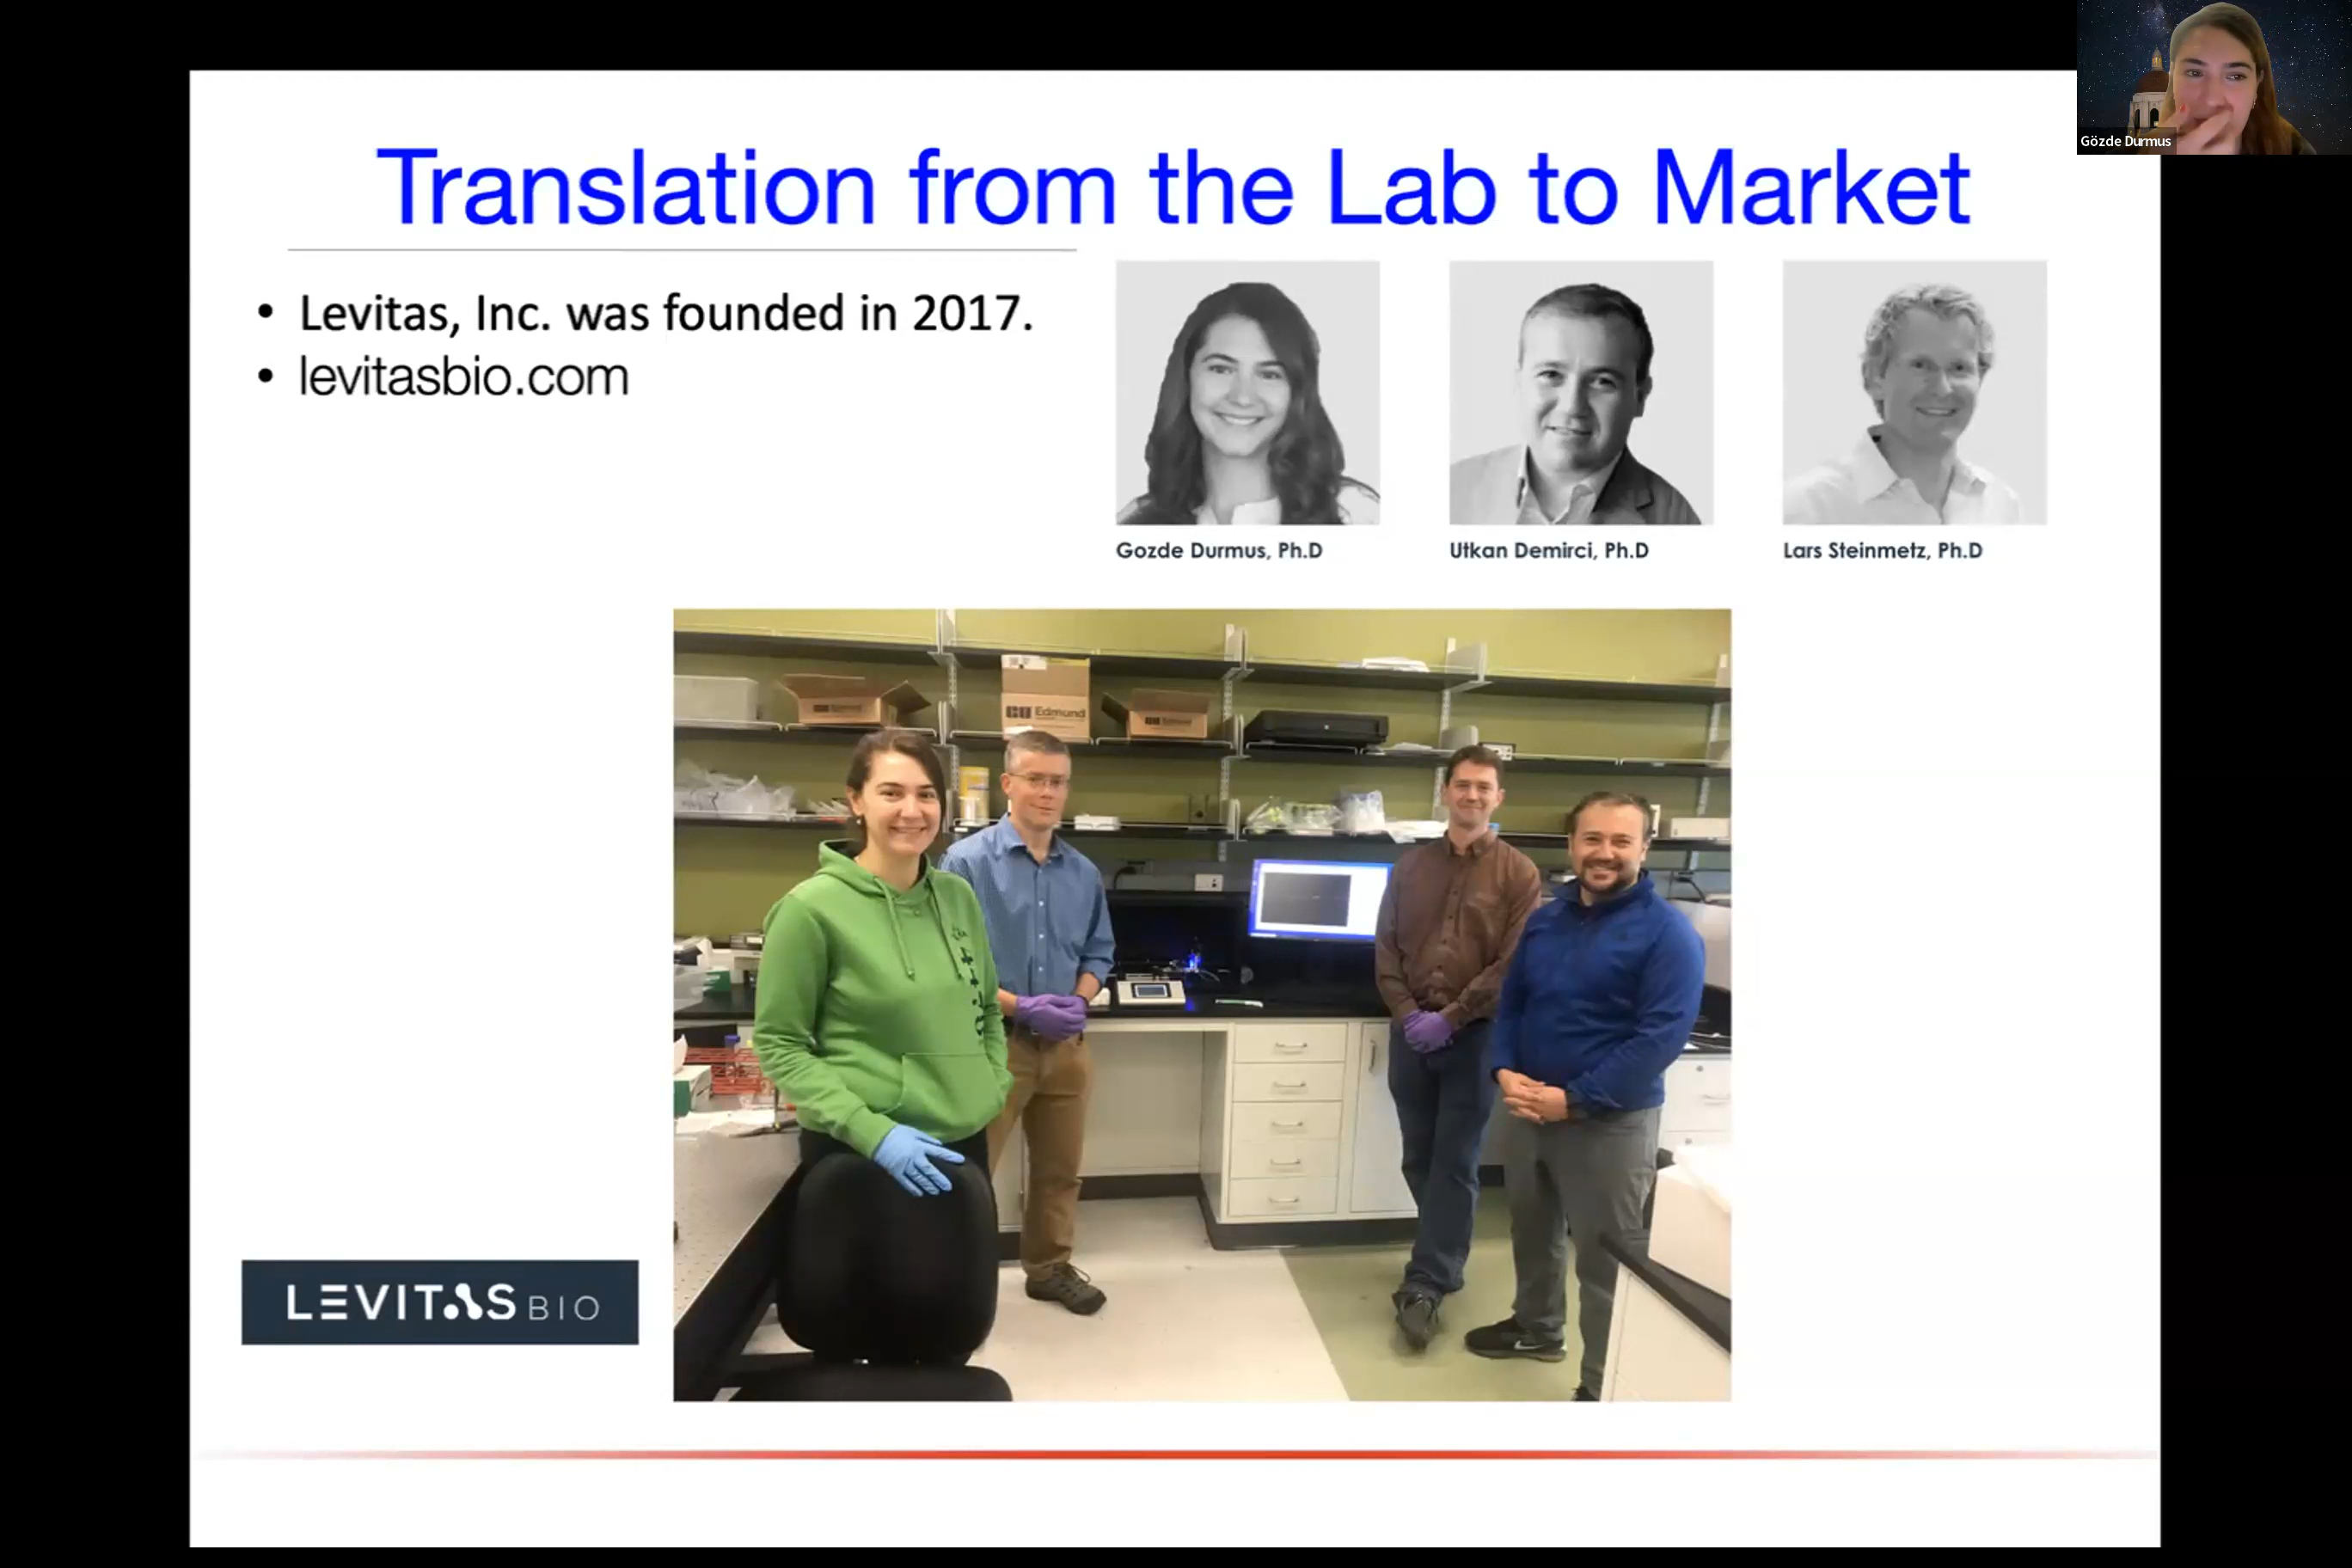 Gözde Durmus
Translation from the Lab to Market
• Levitas, Inc. was founded in 2017.
• levitasbio.com
Gozde Durmus, Ph.D
Utkan Demirci, Ph.D
Lars Steinmetz, Ph.D
Edmund
LEVITAS BIO